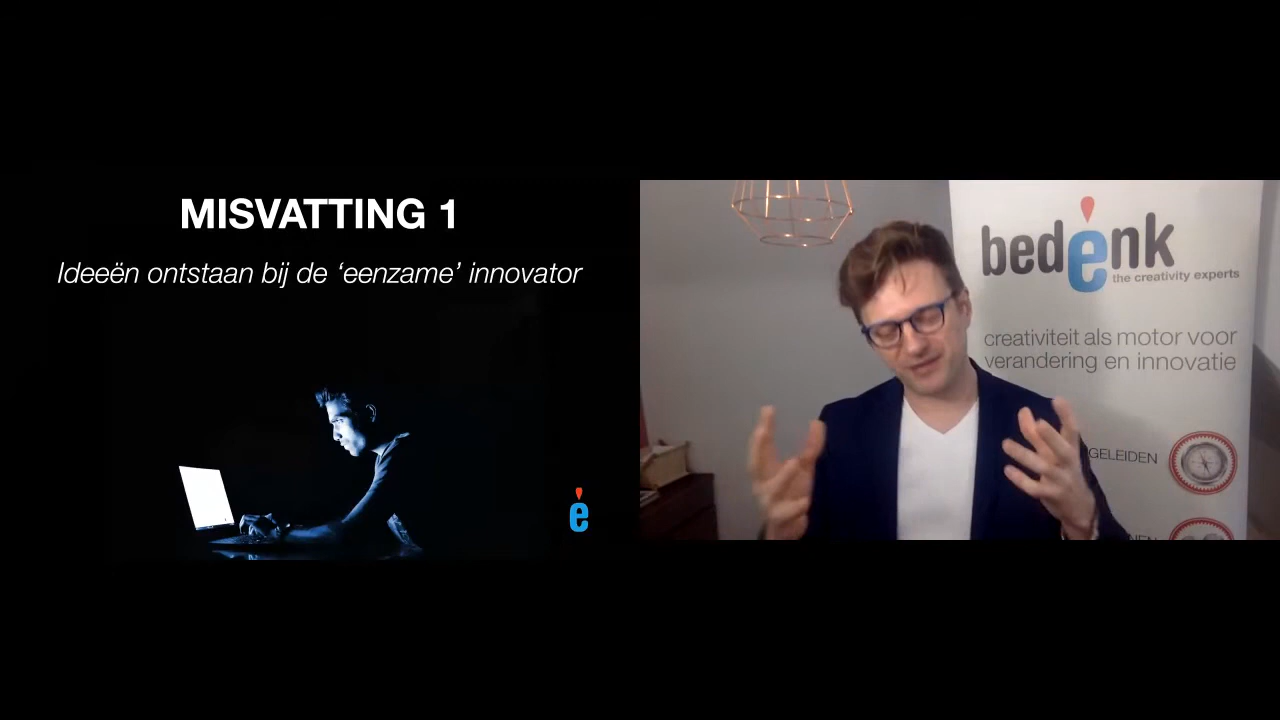 MISVATTING 1
Ideeën ontstaan bij de ‘eenzame’ innovator
é
bedenk
the creativity experts
creativiteit als motor voor
verandering en innovatie
GELEIDEN